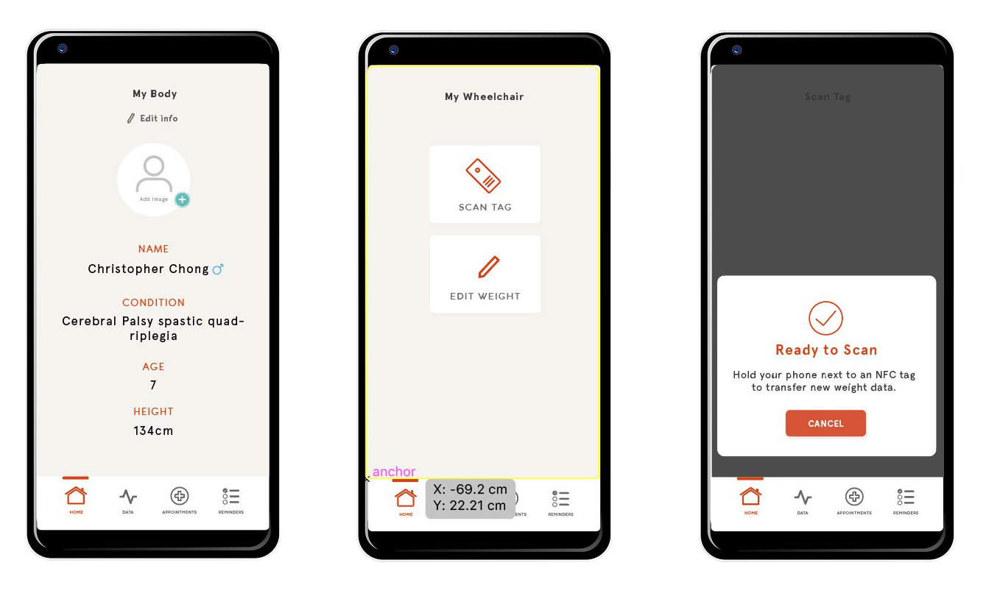 My Body
Edit info
Add Image
NAME
Christopher Chong
CONDITION
Cerebral Palsy spastic quad-
riplegia
AGE
7
HEIGHT
134cm
HOME
DATA
APPOINTMENTS
REMINDERS
My Wheelchair
SCAN TAG
EDIT WEIGHT
anchor
X: -69.2 cm
Y: 22.21 cm
HOME
ENTS
REMINDERS
Scan Tag
Ready to Scan
Hold your phone next to an NFC tag
to transfer new weight data.
CANCEL
HOME
DATA
APPOINTMENTS
REMINDERS